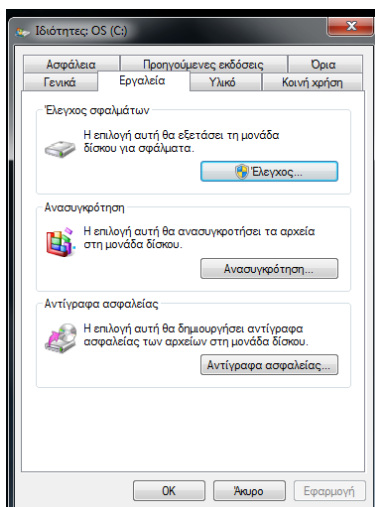 Ιδιότητες: OS (C:)
Ασφάλεια Προηγούμενες εκδόσεις Όρια
Γενικά Εργαλεία Υλικό Κοινή χρήση
Έλεγχος σφαλμάτων
Η επιλογή αυτή θα εξετάσει τη μονάδα
δίσκου για σφάλματα.
Έλεγχος...
Ανασυγκρότηση
Η επιλογή αυτή θα ανασυγκροτήσει τα αρχεία
στη μονάδα δίσκου.
Ανασυγκρότηση...
Αντίγραφα ασφαλείας
Η επιλογή αυτή θα δημιουργήσει αντίγραφα
ασφαλείας των αρχείων στη μονάδα δίσκου.
Αντίγραφα ασφαλείας...
OK Άκυρο Εφαρμογή